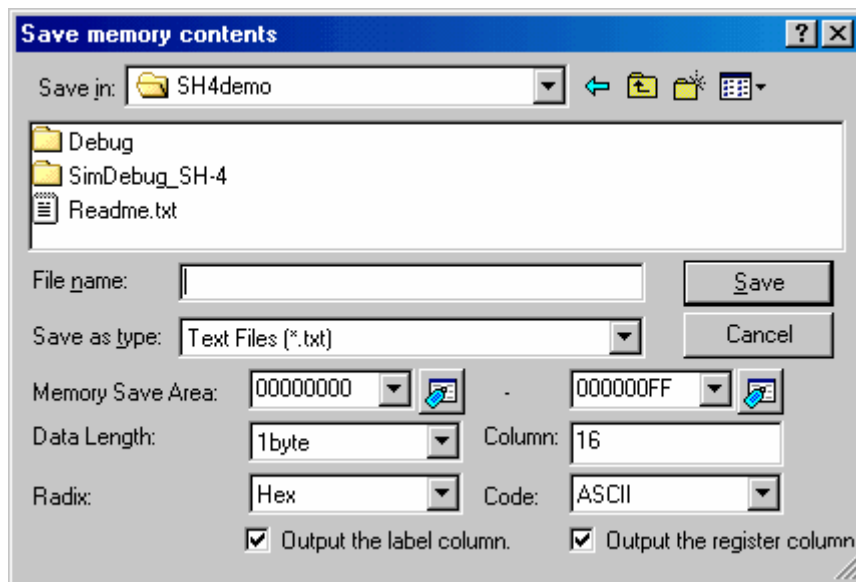 Save memory contents
Save in: SH4demo
Debug
SimDebug_SH-4
Readme.txt
File name: Save
Save as type: Text Files (*.txt) Cancel
Memory Save Area: 00000000 - 000000FF
Data Length: 1byte Column: 16
Radix: Hex Code: ASCII
Output the label column. Output the register column